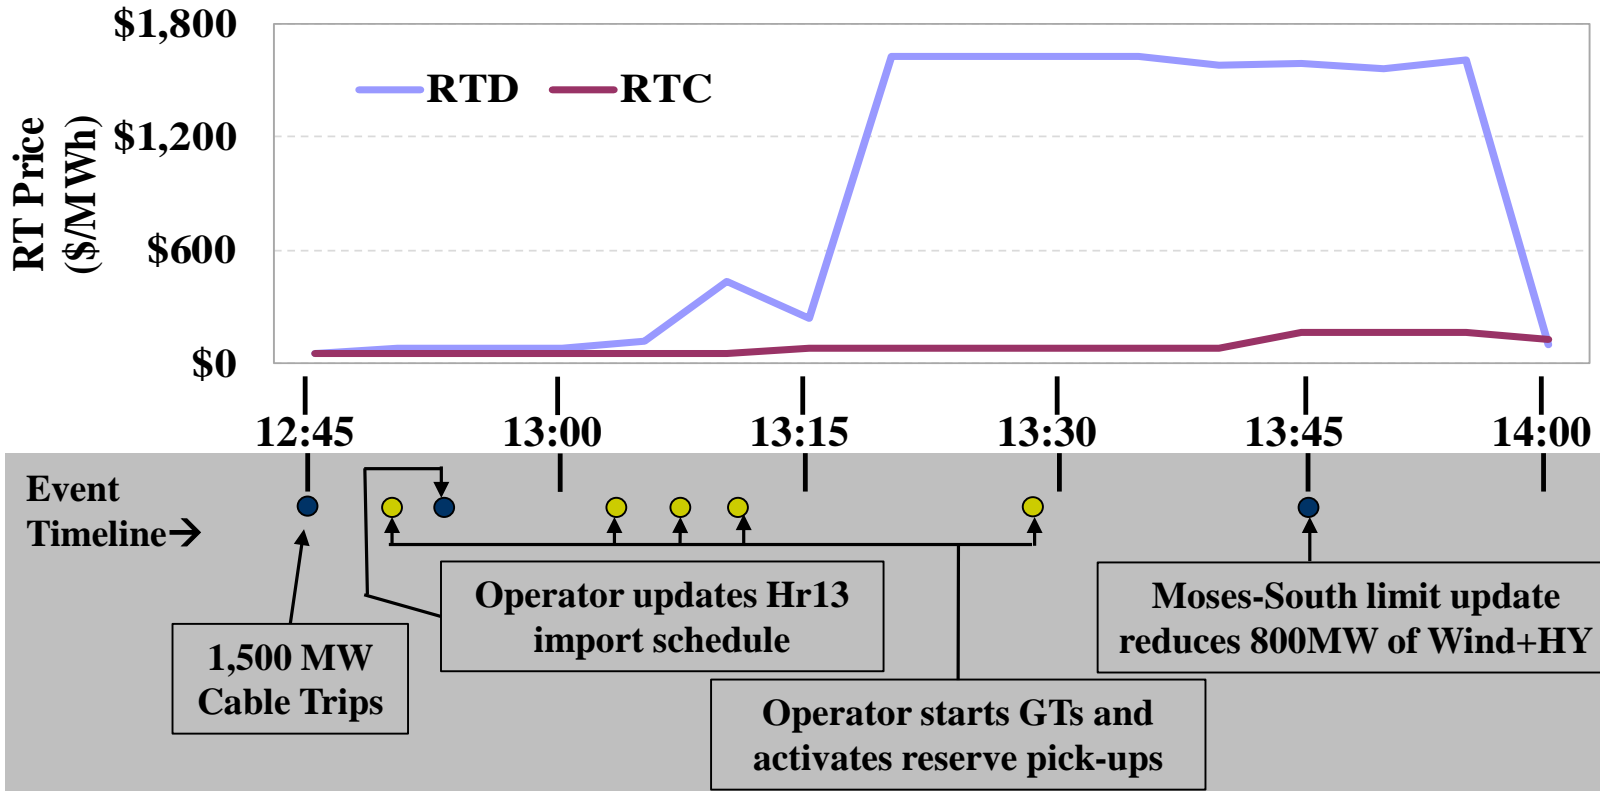 $1,800
$1,200
$600
$0
RT Price
($/MWh)
RTD
RTC
12:45
13:00
13:15
13:30
13:45
14:00
Event
Timeline→
1,500 MW
Cable Trips
Operator updates Hr13
import schedule
Operator starts GTs and
activates reserve pick-ups
Moses-South limit update
reduces 800MW of Wind+HY